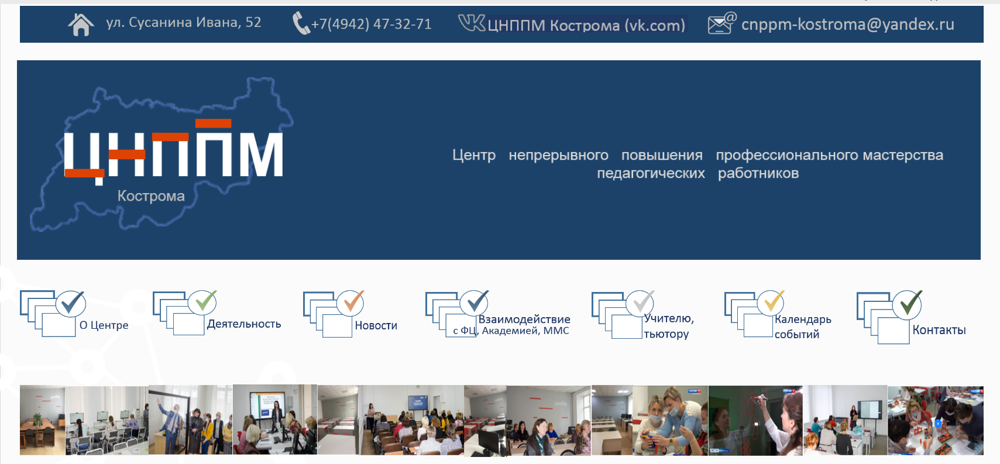 ул. Сусанина Ивана, 52
+7(4942) 47-32-71
ЦНППМ Кострома (vk.com)
cnppm-kostroma@yandex.ru
ЦНППМ
Кострома
Центр непрерывного повышения профессионального мастерства
педагогических работников
О Центре
Деятельность
Новости
Взаимодействие
с ФЦ, Академией, ММС
Учителю,
тьютору
Календарь
событий
Контакты